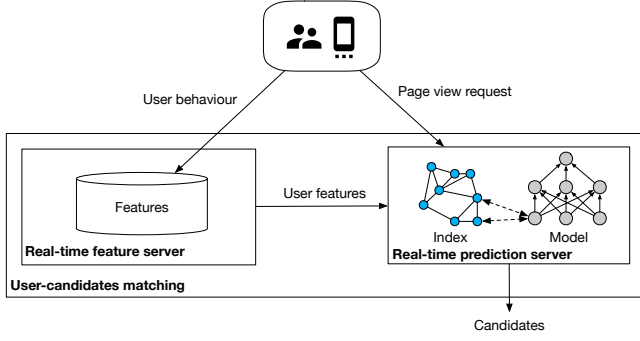 User behaviour
Page view request
Features
User features
Index
Model
Real-time feature server
Real-time prediction server
User-candidates matching
Candidates